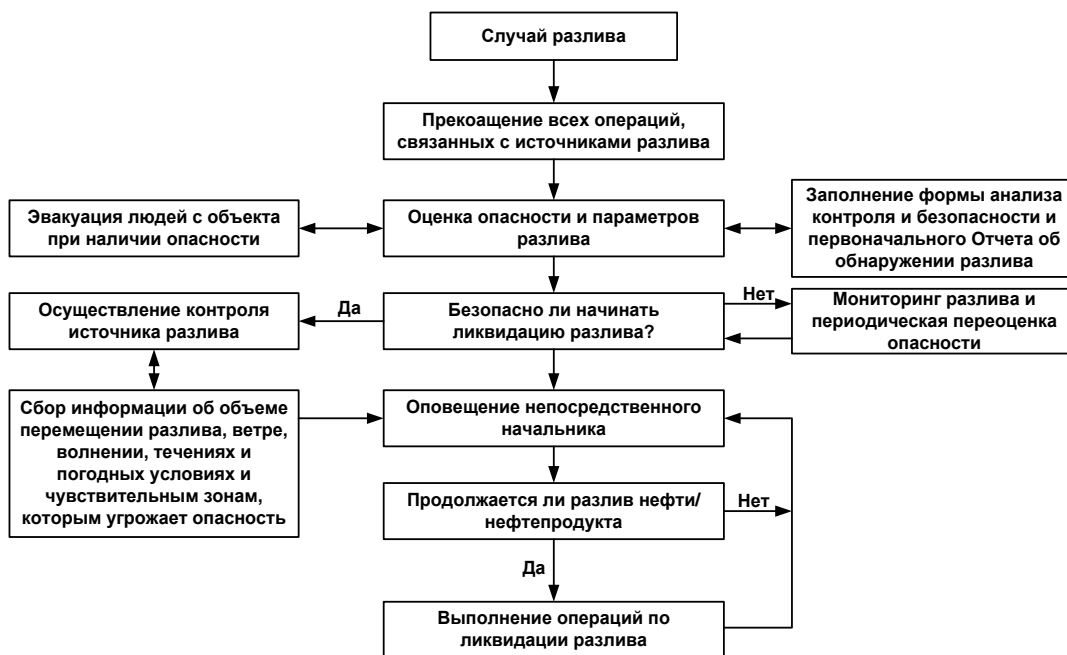 Случай разлива
Прекоащение всех операций,
связанных с источниками разлива
Эвакуация людей с объекта
при наличии опасности
Оценка опасности и параметров
разлива
Заполнение формы анализа
контроля и безопасности и
первоначального Отчета об
обнаружении разлива
Осуществление контроля
источника разлива
Да
Безопасно ли начинать
ликвидацию разлива?
Нет
Мониторинг разлива и
периодическая переоценка
опасности
Сбор информации об объеме
перемещении разлива, ветре,
волнении, течениях и
погодных условиях и
чувствительным зонам,
которым угрожает опасность
Оповещение непосредственного
начальника
Продолжается ли разлив нефти/
нефтепродукта
Нет
Да
Выполнение операций по
ликвидации разлива